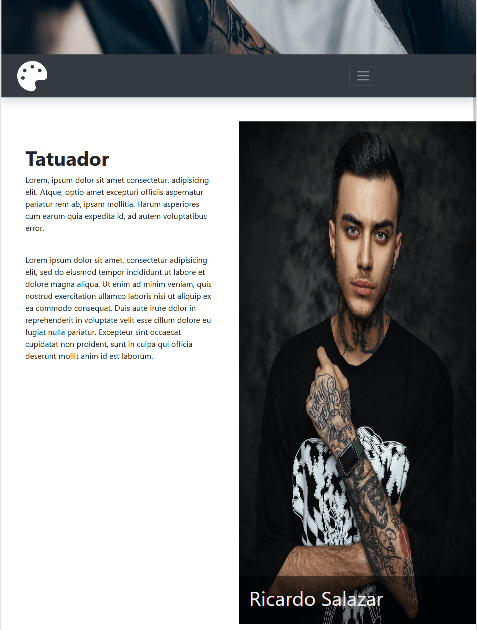 Tatuador
Lorem, ipsum dolor sit amet consectetur, adipisicing
elit. Atque, optio amet excepturi officiis aspernatur
pariatur rem ab, ipsam mollitia. Harum asperiores
cum earum quia expedita id, ad autem voluptatibus
error.
Lorem ipsum dolor sit amet, consectetur adipisicing
elit, sed do eiusmod tempor incididunt ut labore et
dolore magna aliqua. Ut enim ad minim veniam, quis
nostrud exercitation ullamco laboris nisi ut aliquip ex
ea commodo consequat. Duis aute irure dolor in
reprehenderit in voluptate velit esse cillum dolore eu
fugiat nulla pariatur. Excepteur sint occaecat
cupidatat non proident, sunt in culpa qui officia
deserunt mollit anim id est laborum.
Ricardo Salazar